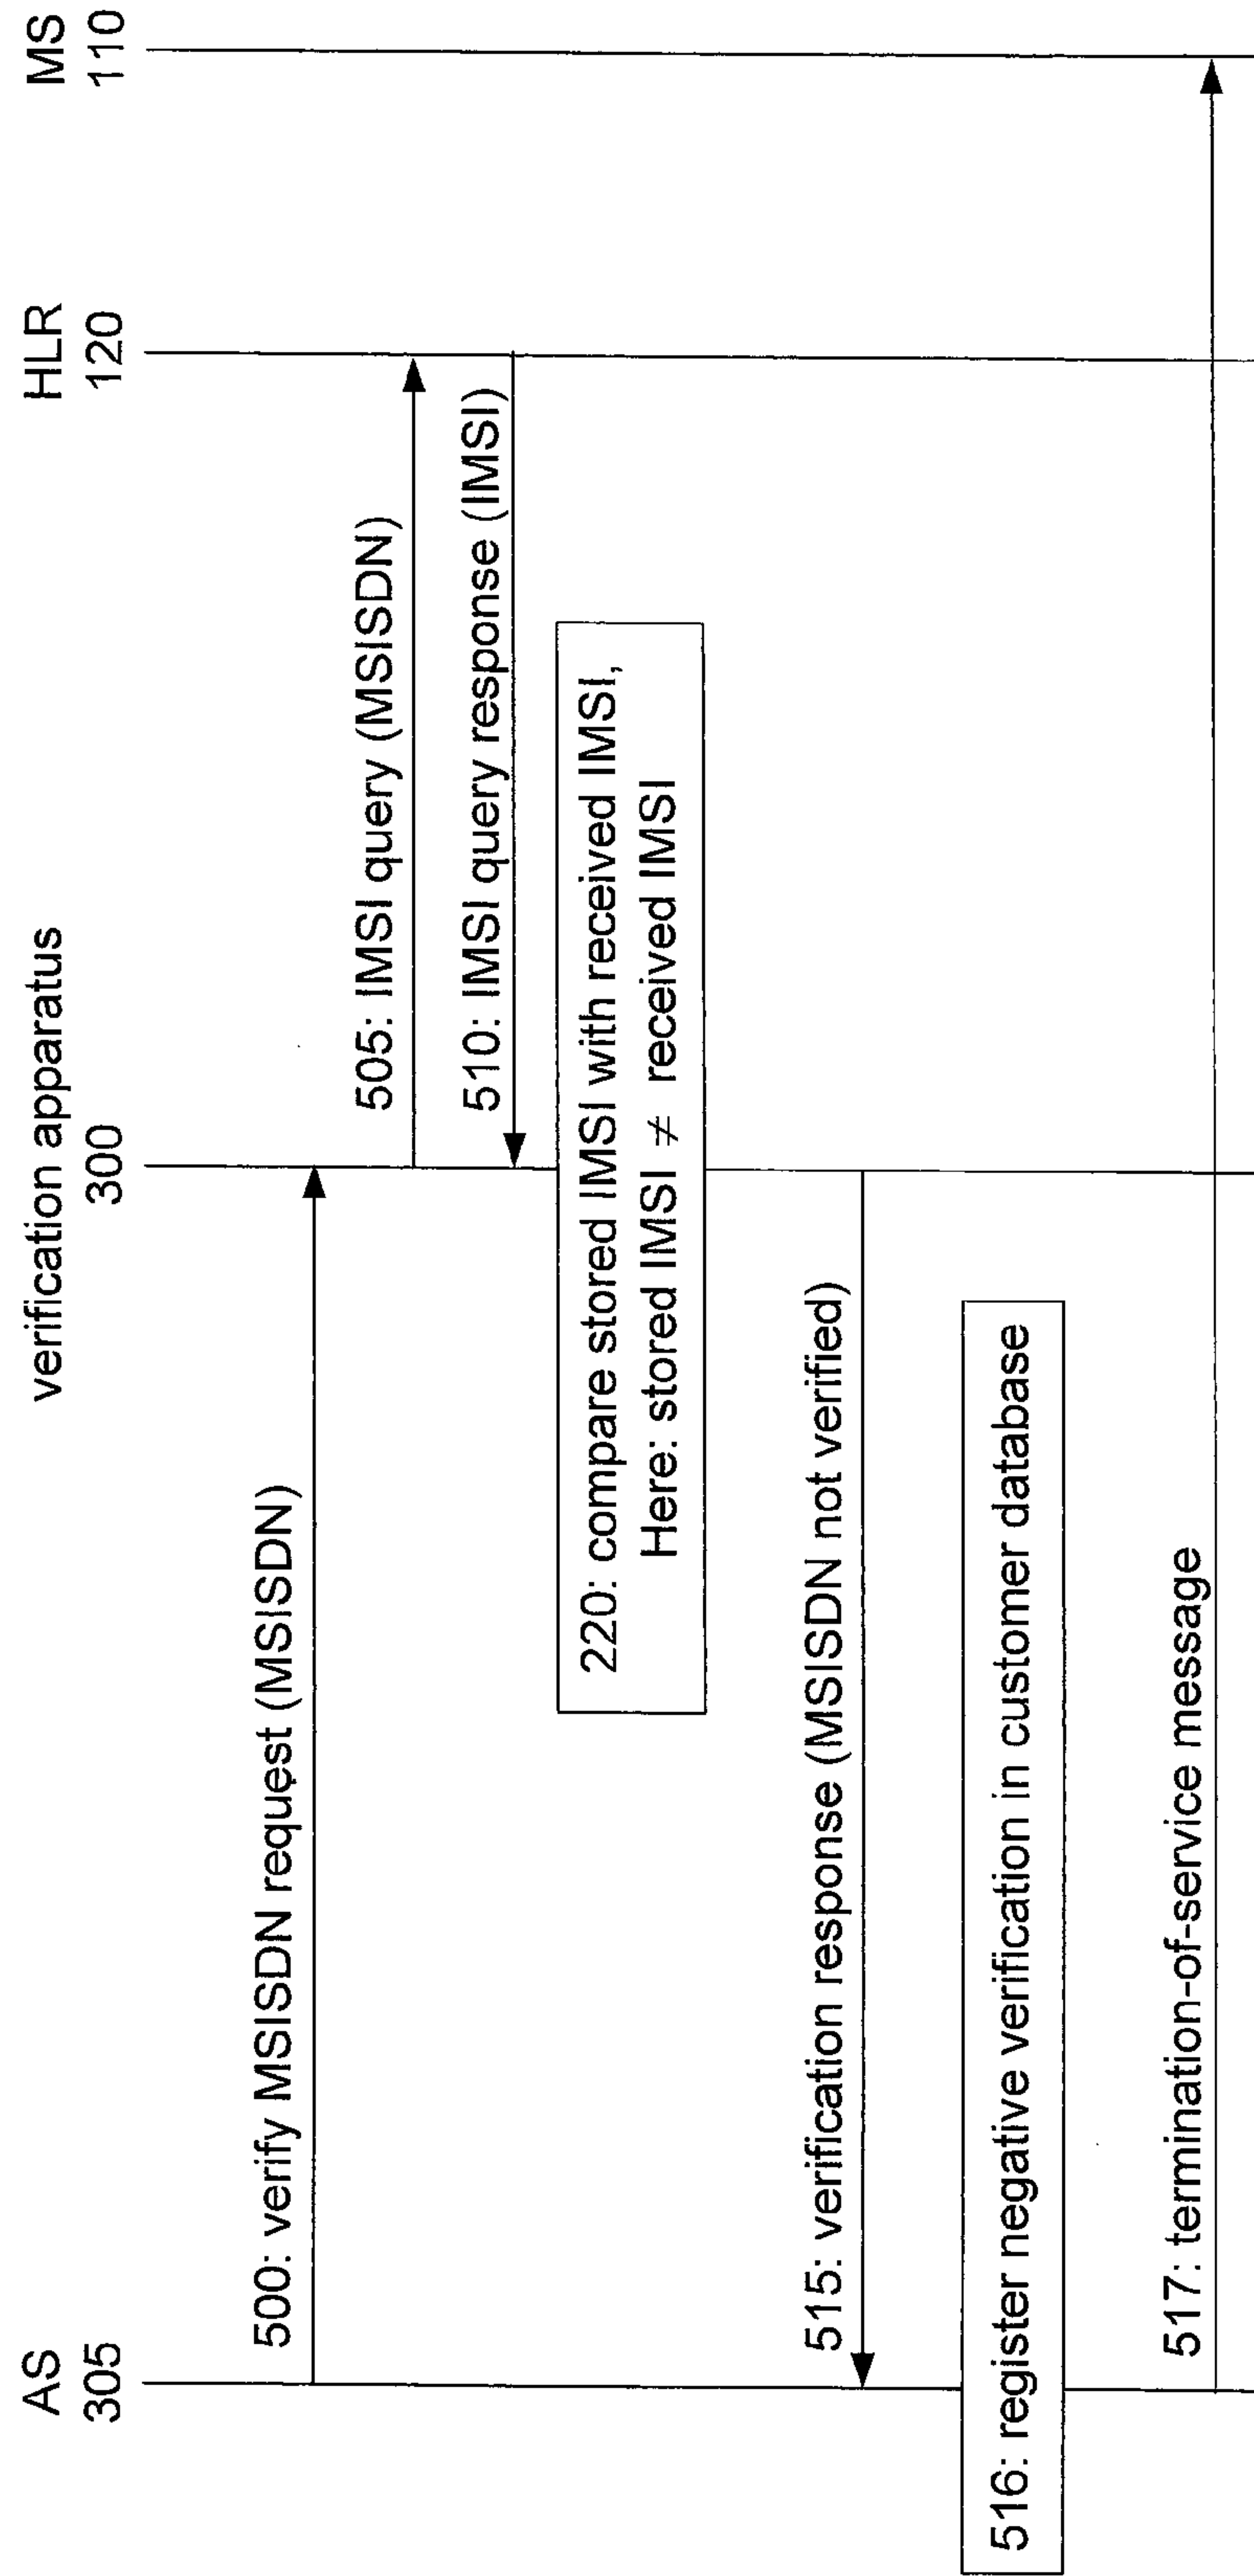 AS
305
verification apparatus
300
HLR
120
MS
110
500: verify MSISDN request (MSISDN)
505: IMSI query (MSISDN)
510: IMSI query response (IMSI)
220: compare stored IMSI with received IMSI,
Here: stored IMSI ≠ received IMSI
515: verification response (MSISDN not verified)
516: register negative verification in customer database
517: termination-of-service message